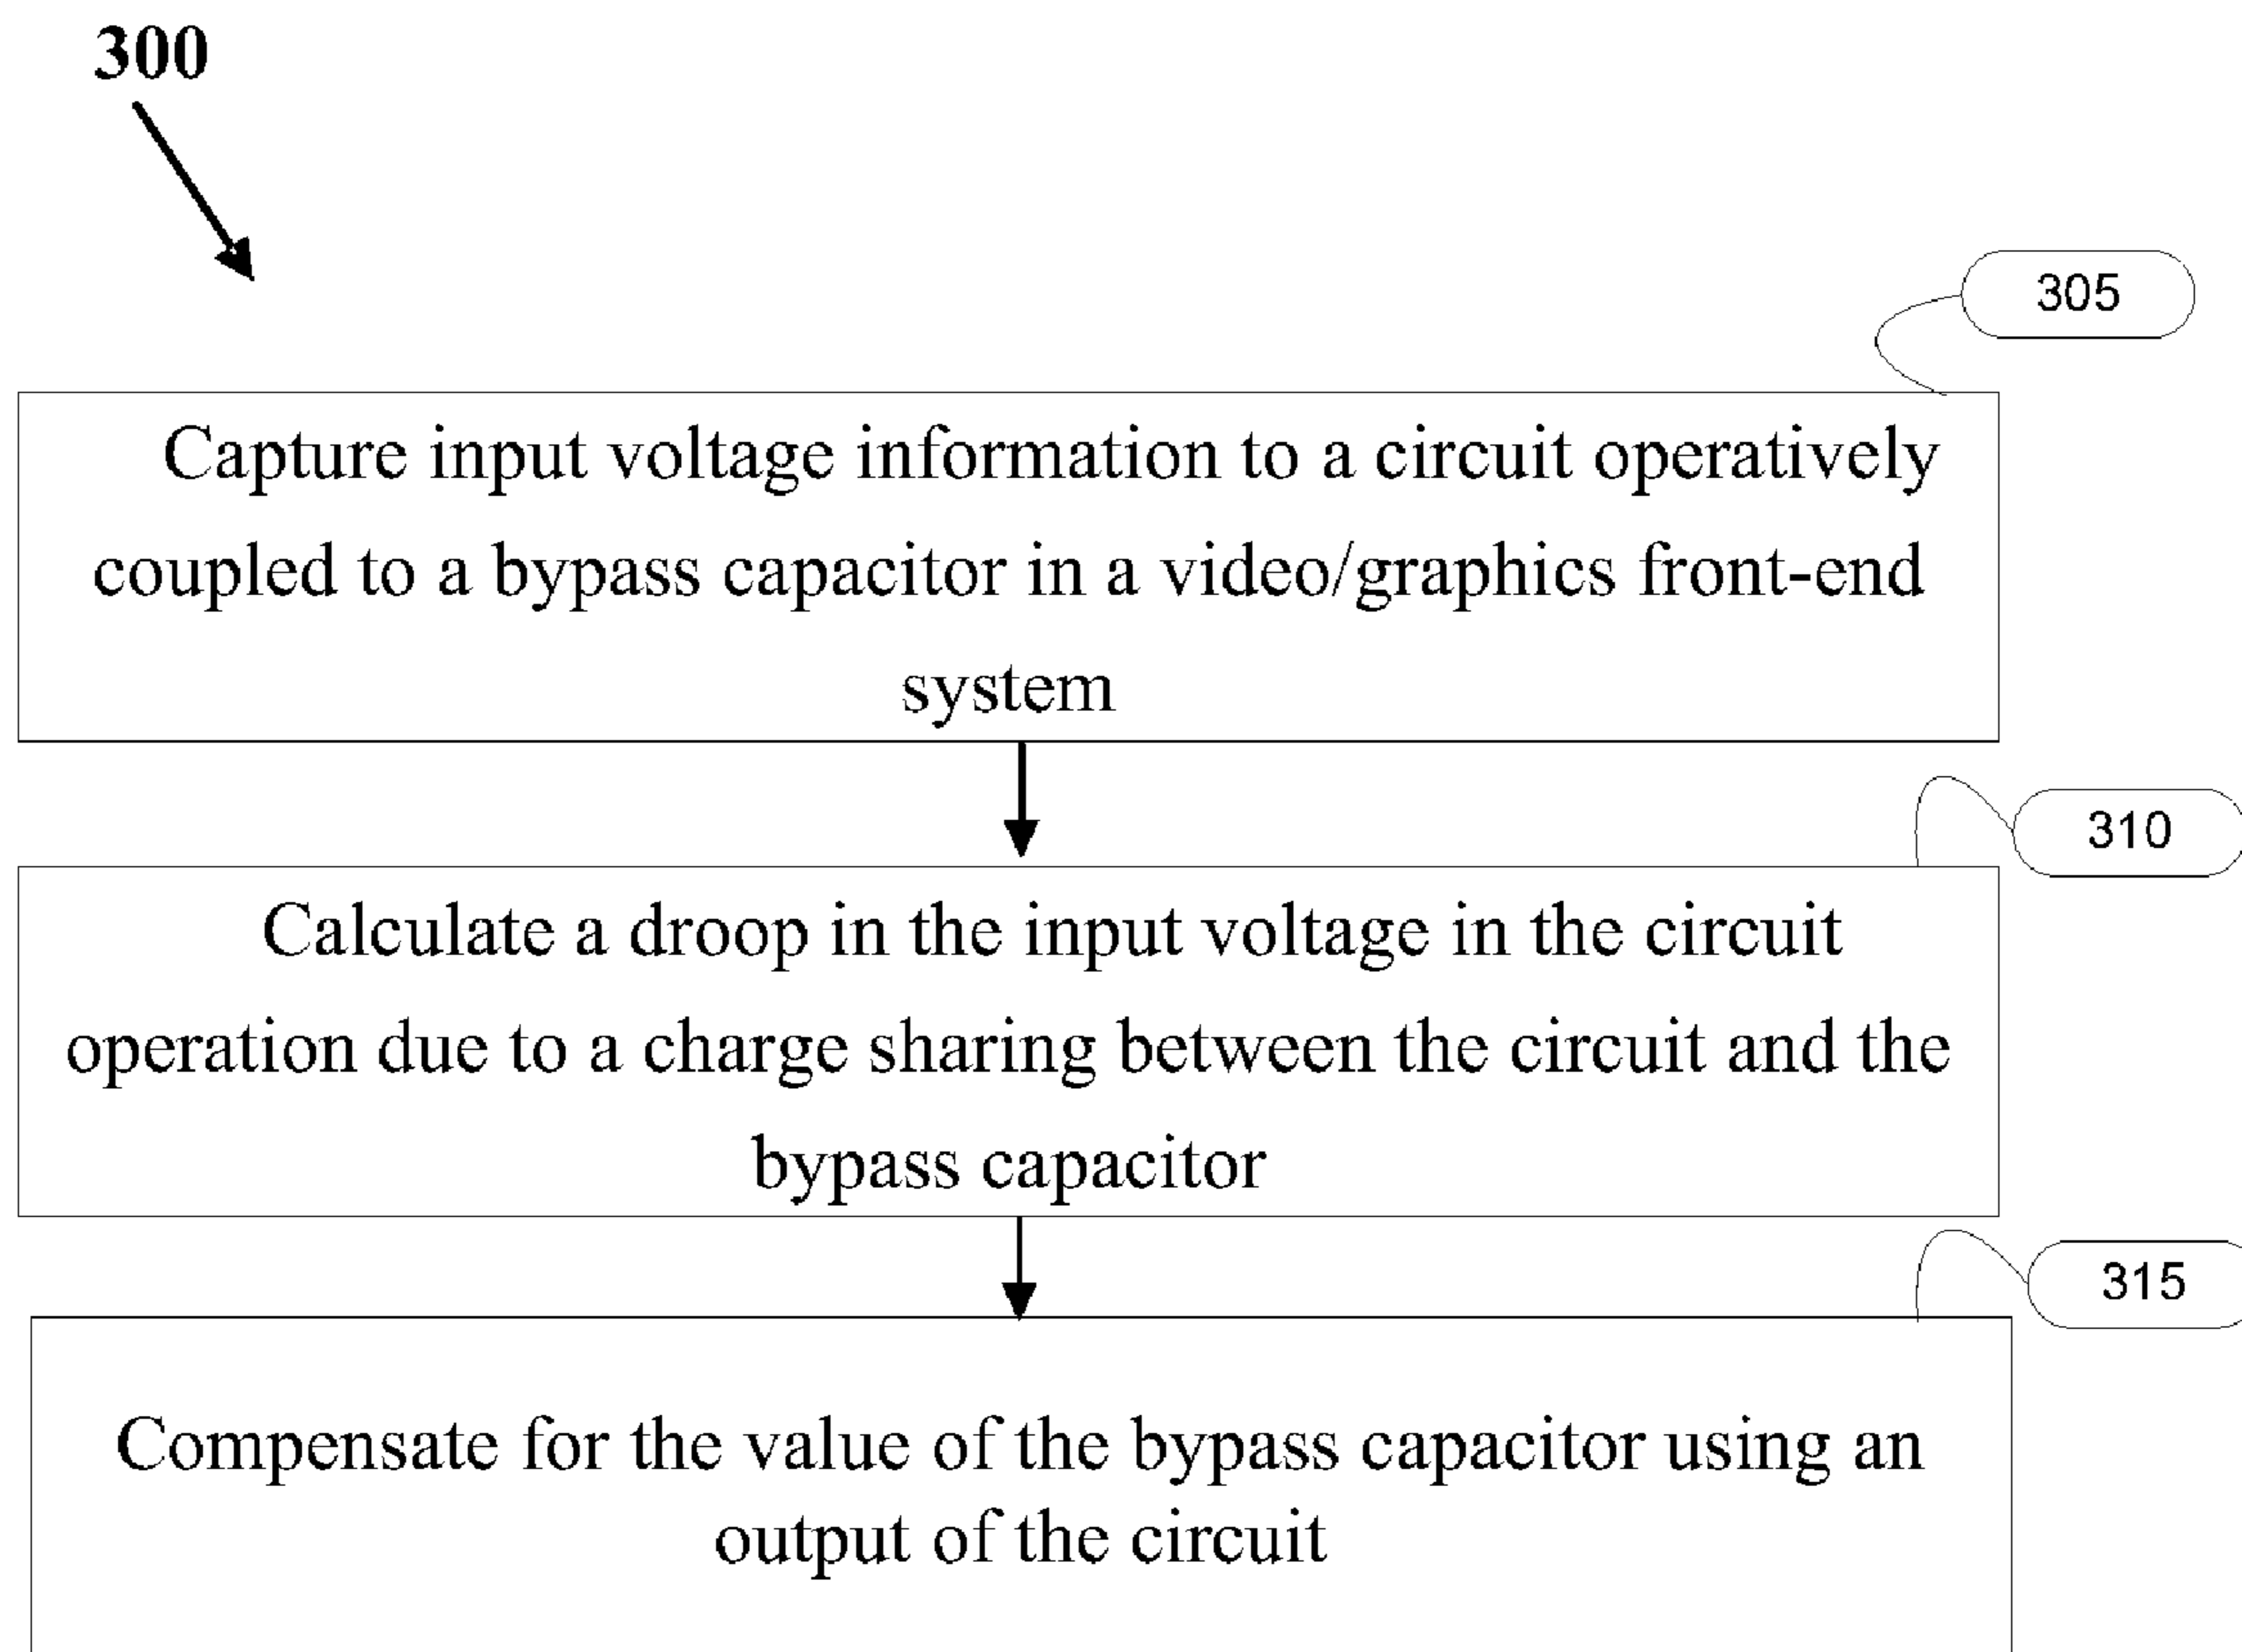 300
305
Capture input voltage information to a circuit operatively
coupled to a bypass capacitor in a video/graphics front-end
system
310
Calculate a droop in the input voltage in the circuit
operation due to a charge sharing between the circuit and the
bypass capacitor
315
Compensate for the value of the bypass capacitor using an
output of the circuit